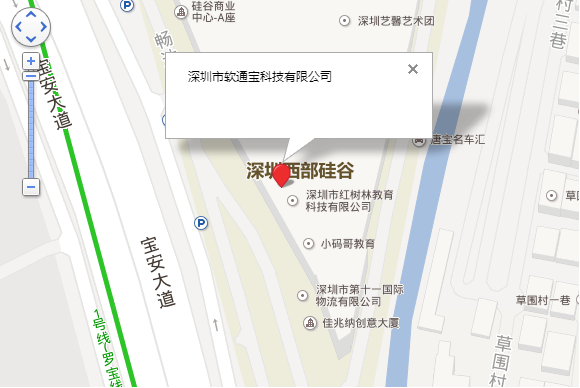 硅谷商业
中心-A座
深圳艺馨艺术团
村三巷
畅
宝安大道
深圳市软通宝科技有限公司
唐宝名车汇
深圳西部硅谷
深圳市红树林教育
科技有限公司
草围
P
P
小码哥教育
宝安大道
深圳市第十一国际
物流有限公司
草围村一巷
佳兆纳创意大厦
1号线(罗宝线
草围村